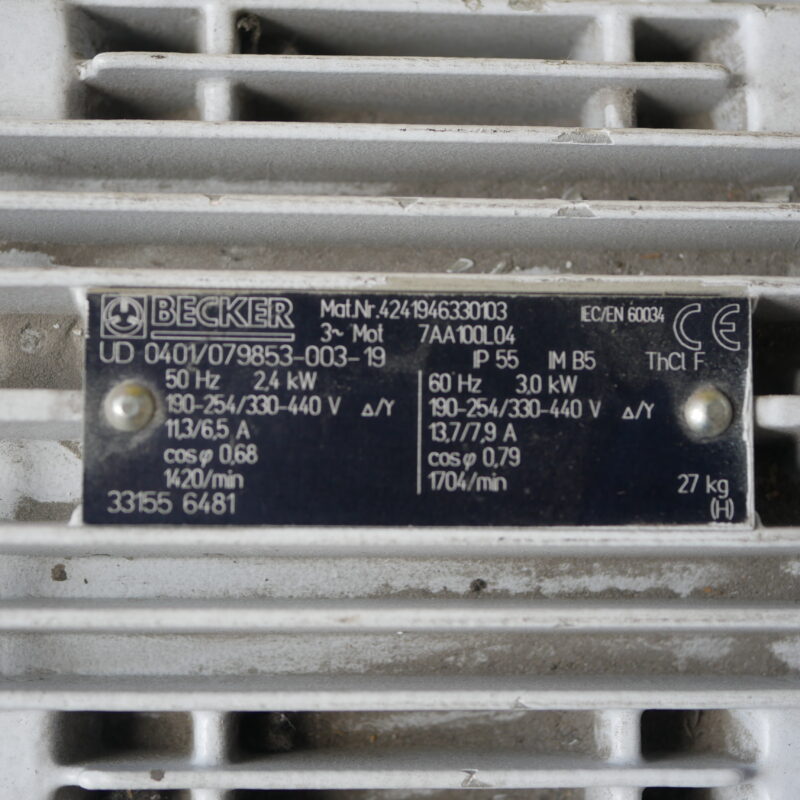 BECKER Mat.Nr.4241946330103 IEC/EN 60034 CE
3~ Mot 7AA100L04
UD 0401/079853-003-19 IP 55 IM B5 ThCl F
50 Hz 2,4 kW 60 Hz 3,0 kW
190-254/330-440 V Δ/Y 190-254/330-440 V Δ/Y
11,3/6,5 A 13,7/7,9 A
cosφ 0,68 cosφ 0,79
1420/min 1704/min 27 kg
33155 6481 (H)